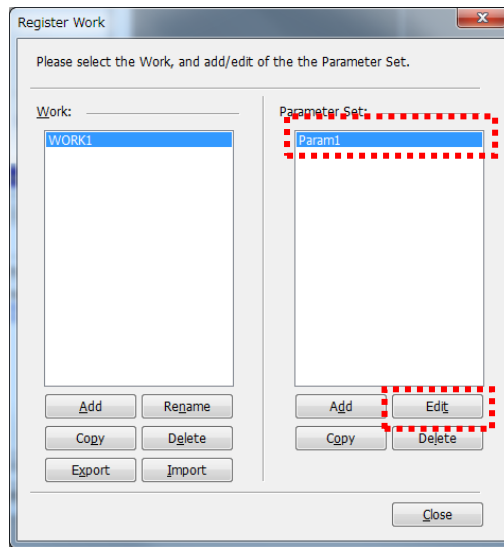 Register Work
Please select the Work, and add/edit of the the Parameter Set.
Work:
Parameter Set:
WORK1
Param1
Add
Rename
Add
Edit
Copy
Delete
Copy
Delete
Export
Import
Close